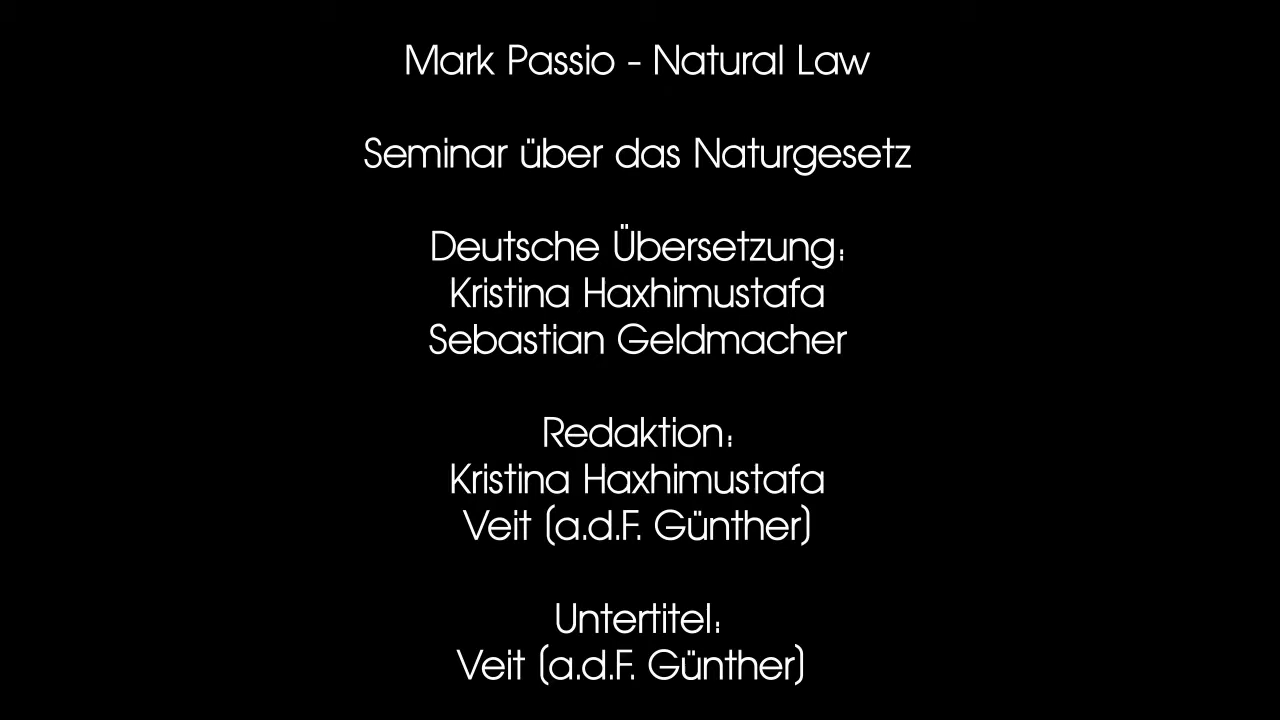 Mark Passio - Natural Law
Seminar über das Naturgesetz
Deutsche Übersetzung:
Kristina Haxhimustafa
Sebastian Geldmacher
Redaktion:
Kristina Haxhimustafa
Veit (a.d.F. Günther)
Untertitel:
Veit (a.d.F. Günther)